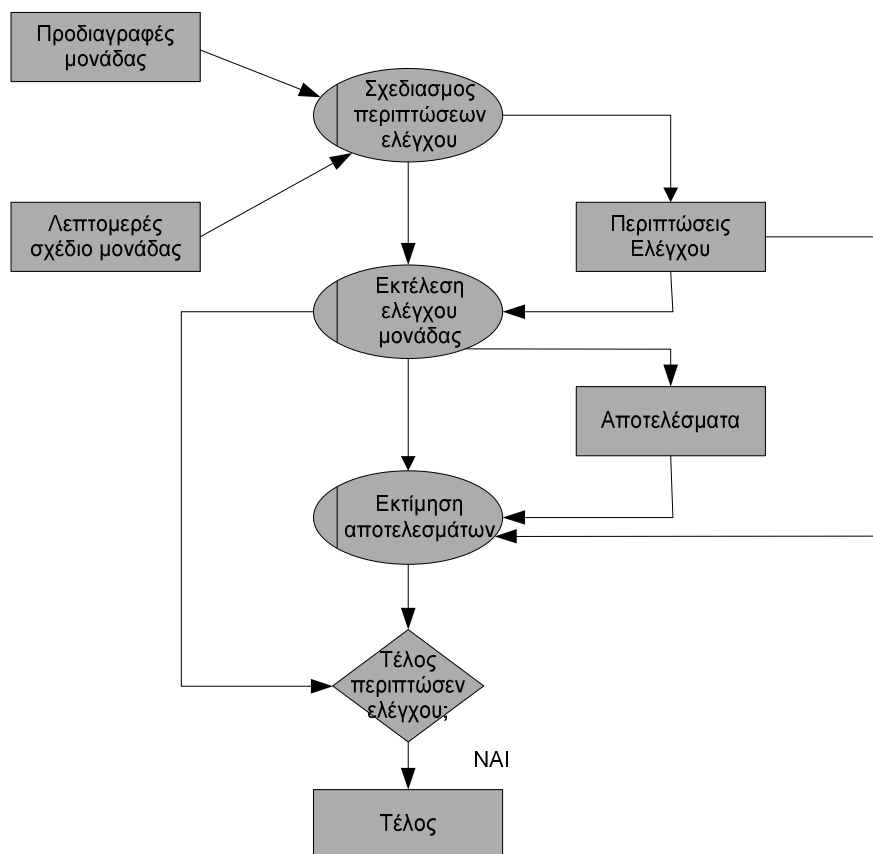 Προδιαγραφές
μονάδας
Σχεδιασμος
περιπτώσεων
ελέγχου
Λεπτομερές
σχέδιο μονάδας
Περιπτώσεις
Ελέγχου
Εκτέλεση
ελέγχου
μονάδας
Αποτελέσματα
Εκτίμηση
αποτελεσμάτων
Τέλος
περιπτώσεν
ελέγχου;
ΝΑΙ
Τέλος